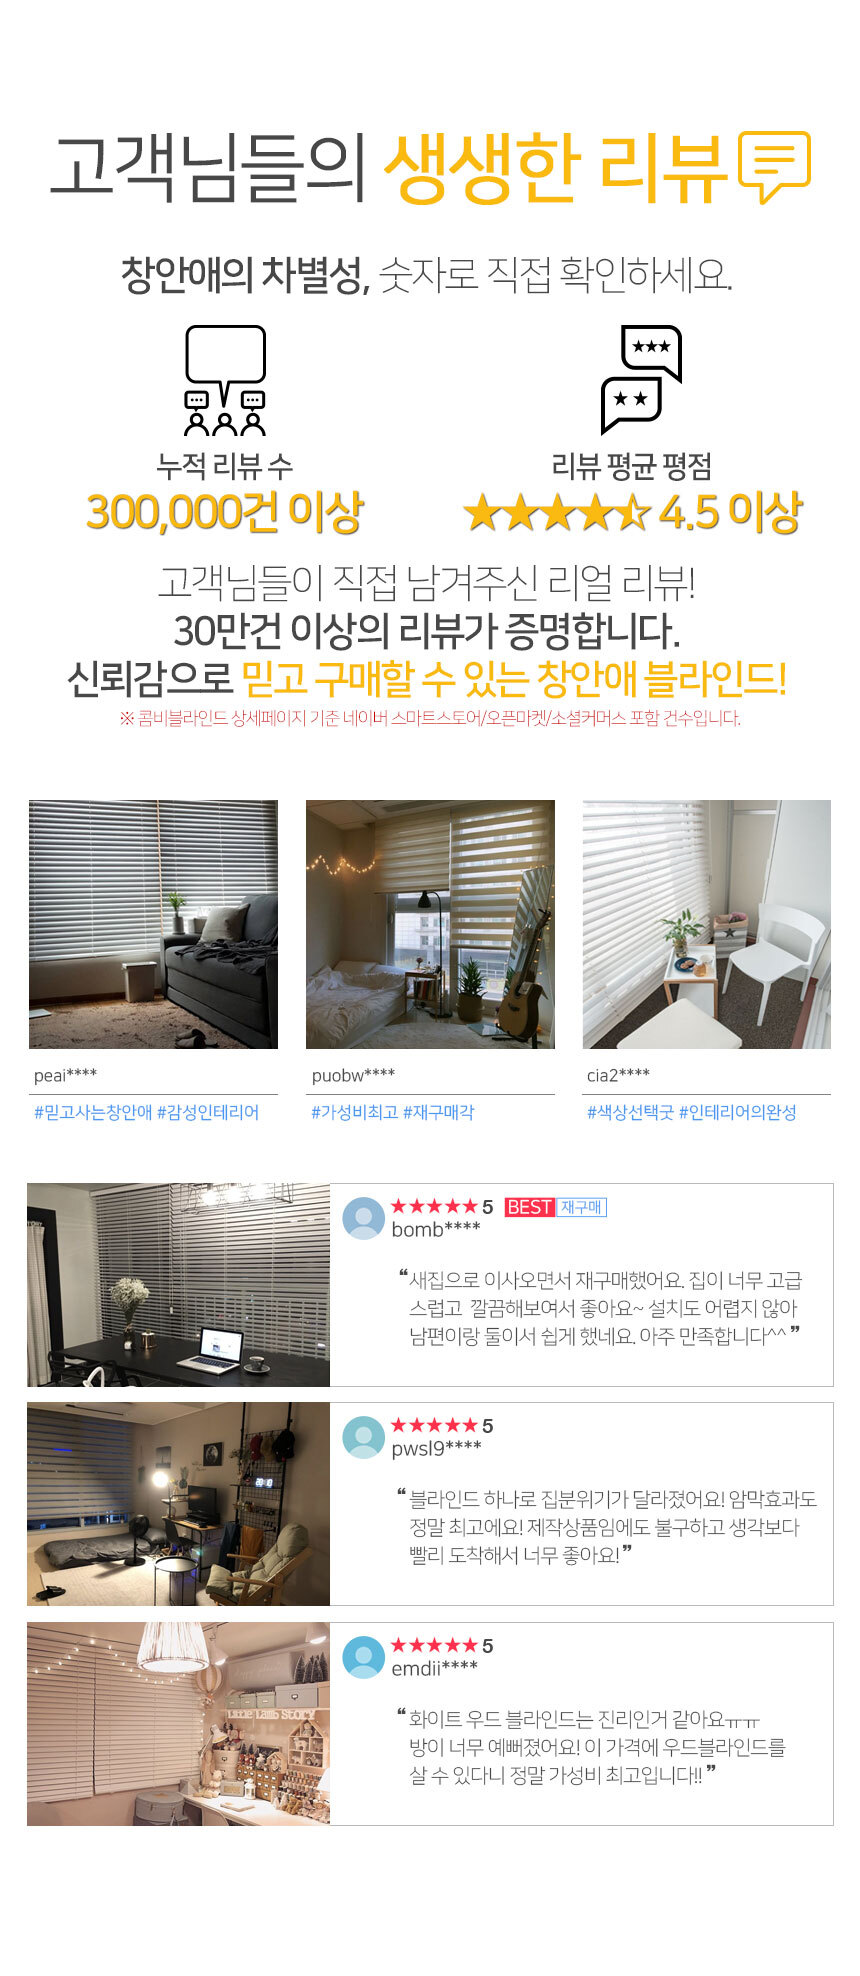 고객님들의 생생한 리뷰
창안애의 차별성, 숫자로 직접 확인하세요.
누적 리뷰 수
300,000건 이상
리뷰 평균 평점
★★★★⯪ 4.5 이상
고객님들이 직접 남겨주신 리얼 리뷰!
30만건 이상의 리뷰가 증명합니다.
신뢰감으로 믿고 구매할 수 있는 창안애 블라인드!
※ 콤비블라인드 상세페이지 기준 네이버 스마트스토어/오픈마켓/소셜커머스 포함 건수입니다.
peai****
#믿고사는창안애 #감성인테리어
puobw****
#가성비최고 #재구매각
cia2****
#색상선택굿 #인테리어의완성
★★★★★ 5 BEST 재구매
bomb****
“ 새집으로 이사오면서 재구매했어요. 집이 너무 고급
스럽고 깔끔해보여서 좋아요~ 설치도 어렵지 않아
남편이랑 둘이서 쉽게 했네요. 아주 만족합니다^^ ”
★★★★★ 5
pwsl9****
“ 블라인드 하나로 집분위기가 달라졌어요! 암막효과도
정말 최고에요! 제작상품임에도 불구하고 생각보다
빨리 도착해서 너무 좋아요! ”
Little Lamb Story
★★★★★ 5
emdii****
“ 화이트 우드 블라인드는 진리인거 같아요ㅠㅠ
방이 너무 예뻐졌어요! 이 가격에 우드블라인드를
살 수 있다니 정말 가성비 최고입니다!! ”